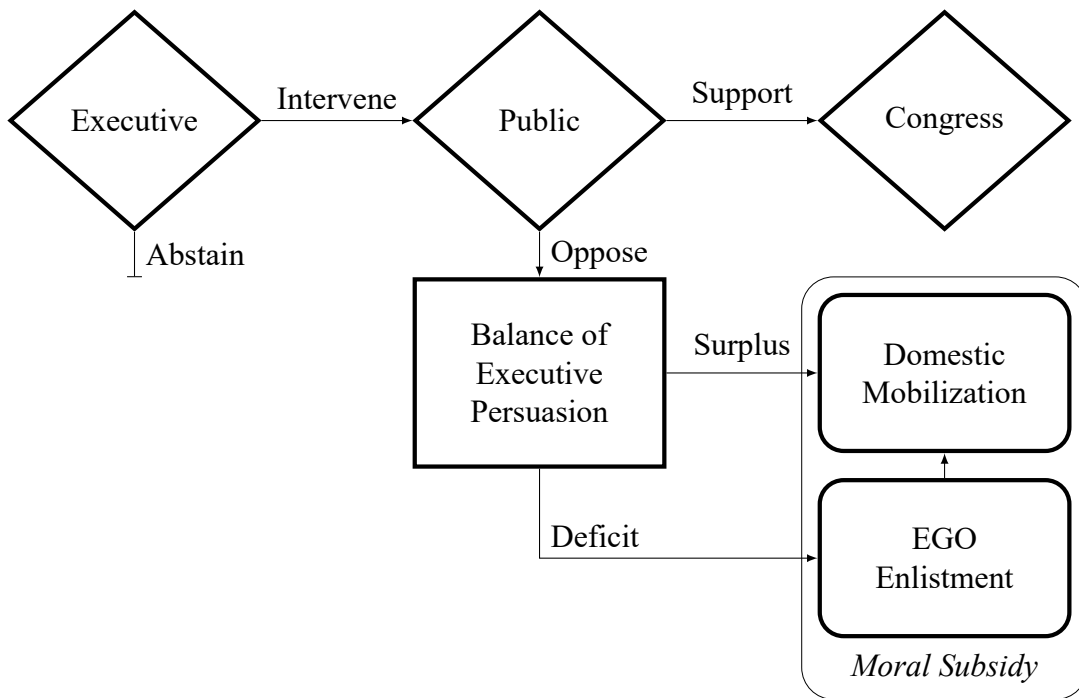 Executive
Intervene
Public
Support
Congress
Abstain
Oppose
Balance of
Executive
Persuasion
Surplus
Domestic
Mobilization
Deficit
EGO
Enlistment
Moral Subsidy